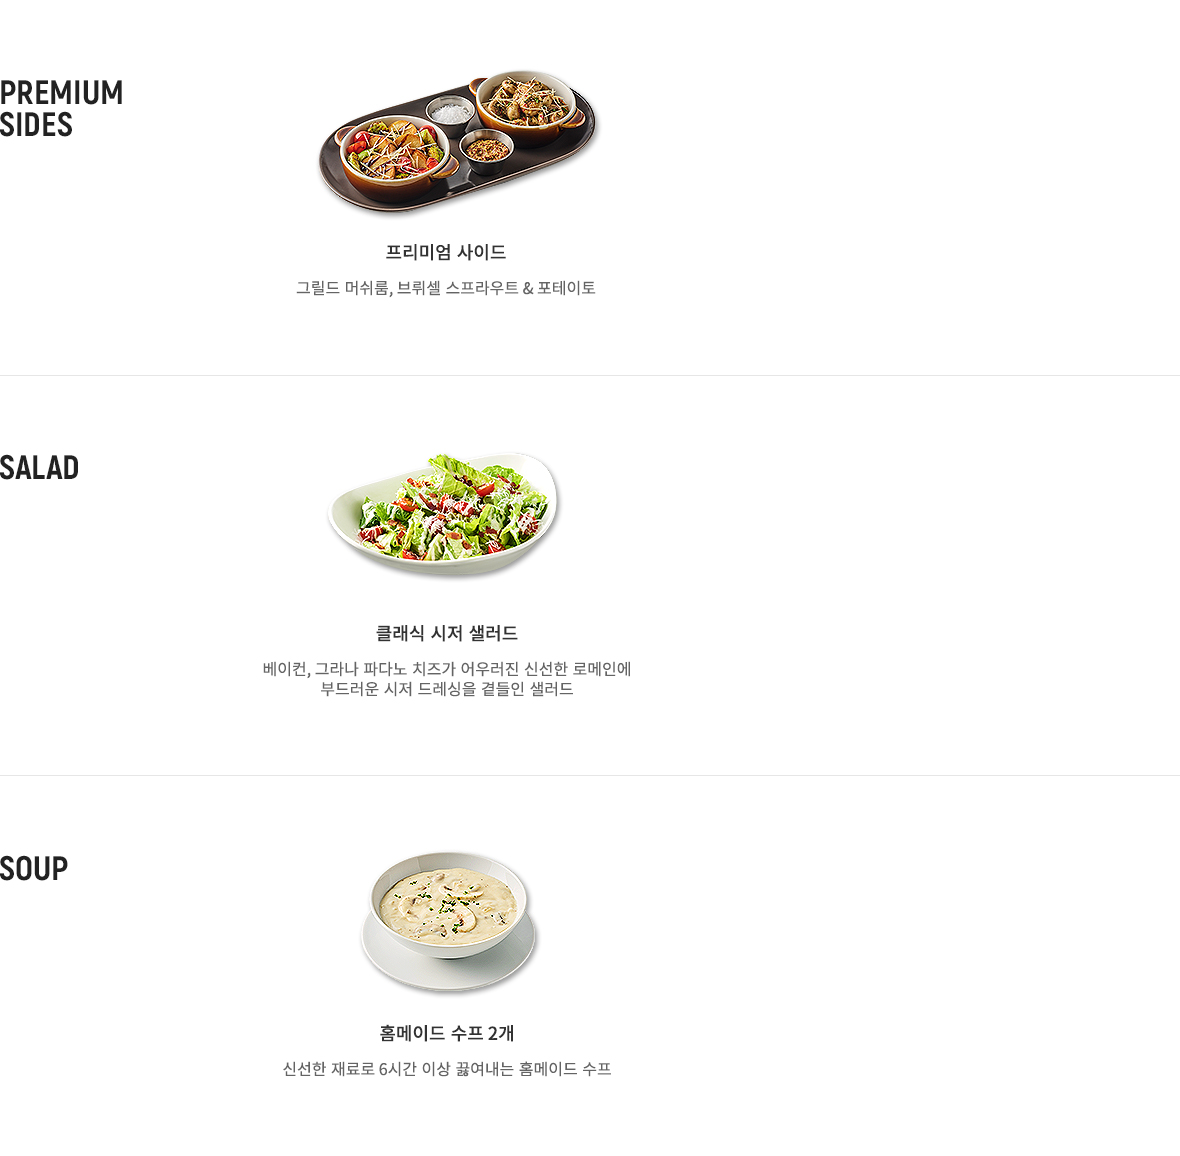 PREMIUM
SIDES
프리미엄 사이드
그릴드 머쉬룸, 브뤼셀 스프라우트 & 포테이토
SALAD
클래식 시저 샐러드
베이컨, 그라나 파다노 치즈가 어우러진 신선한 로메인에
부드러운 시저 드레싱을 곁들인 샐러드
SOUP
홈메이드 수프 2개
신선한 재료로 6시간 이상 끓여내는 홈메이드 수프